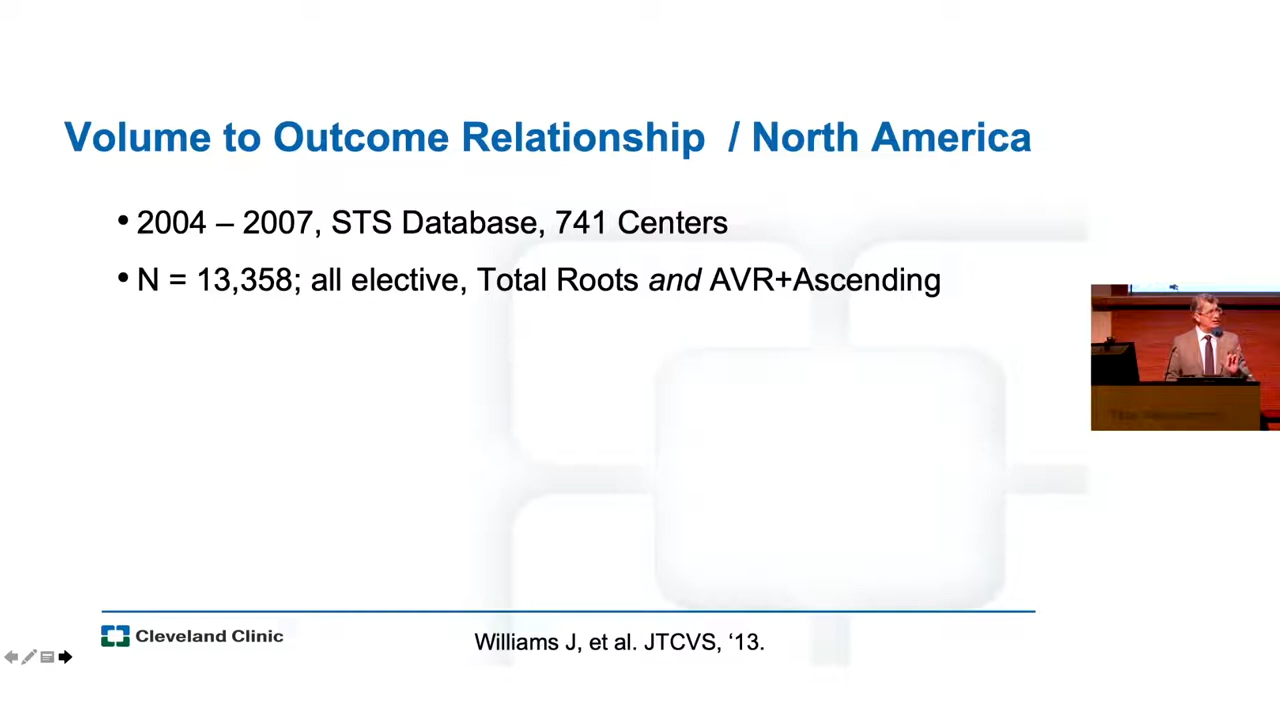 Volume to Outcome Relationship / North America
• 2004 – 2007, STS Database, 741 Centers
• N = 13,358; all elective, Total Roots and AVR+Ascending
Cleveland Clinic
Williams J, et al. JTCVS, ‘13.